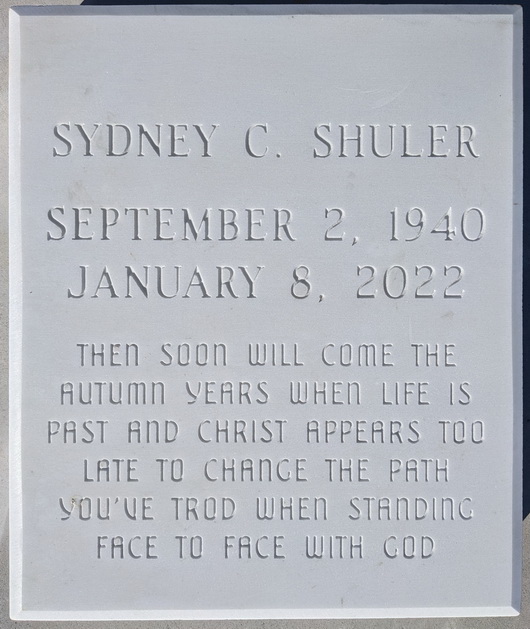 SYDNEY C. SHULER
SEPTEMBER 2, 1940
JANUARY 8, 2022
THEN SOON WILL COME THE
AUTUMN YEARS WHEN LIFE IS
PAST AND CHRIST APPEARS TOO
LATE TO CHANGE THE PATH
YOU'VE TROD WHEN STANDING
FACE TO FACE WITH GOD